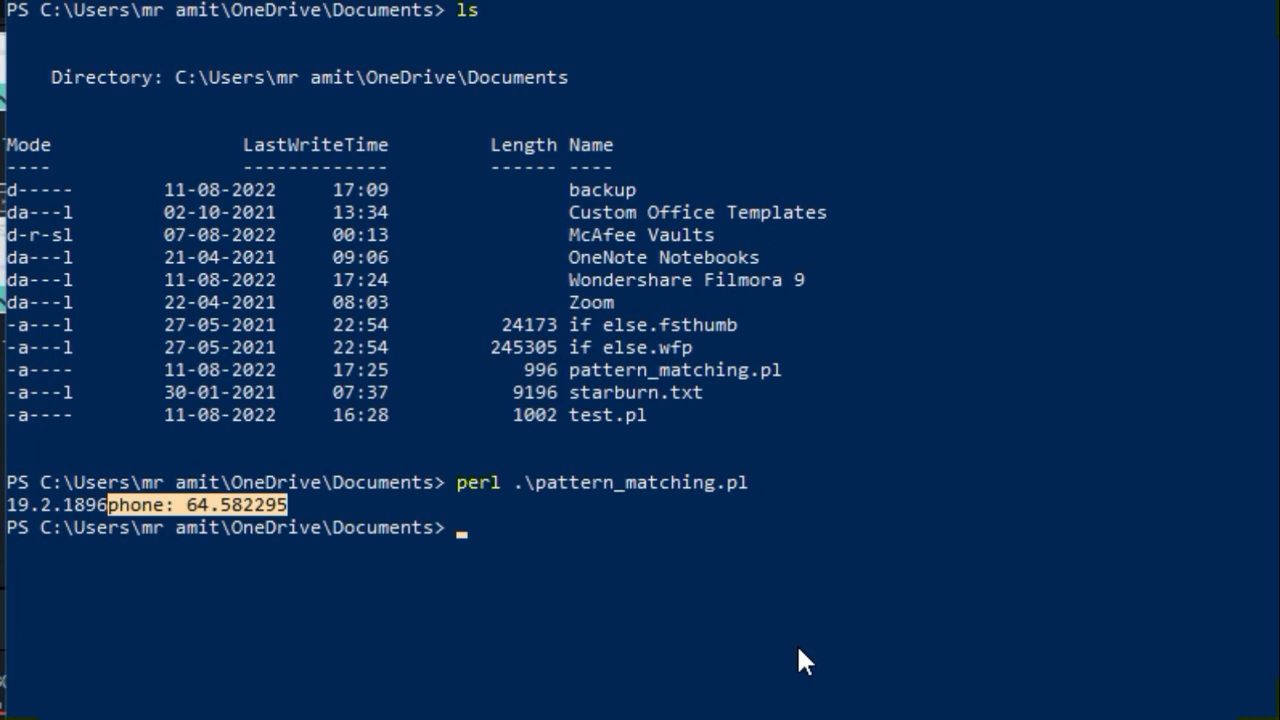 PS C:\Users\mr amit\OneDrive\Documents> ls
Directory: C:\Users\mr amit\OneDrive\Documents
Mode LastWriteTime Length Name
---- ------------- ------ ----
d----- 11-08-2022 17:09 backup
da---l 02-10-2021 13:34 Custom Office Templates
d-r-sl 07-08-2022 00:13 McAfee Vaults
da---l 21-04-2021 09:06 OneNote Notebooks
da---l 11-08-2022 17:24 Wondershare Filmora 9
da---l 22-04-2021 08:03 Zoom
-a---l 27-05-2021 22:54 24173 if else.fsthumb
-a---l 27-05-2021 22:54 245305 if else.wfp
-a---- 11-08-2022 17:25 996 pattern_matching.pl
-a---l 30-01-2021 07:37 9196 starburn.txt
-a---- 11-08-2022 16:28 1002 test.pl
PS C:\Users\mr amit\OneDrive\Documents> perl .\pattern_matching.pl
19.2.1896phone: 64.582295
PS C:\Users\mr amit\OneDrive\Documents>